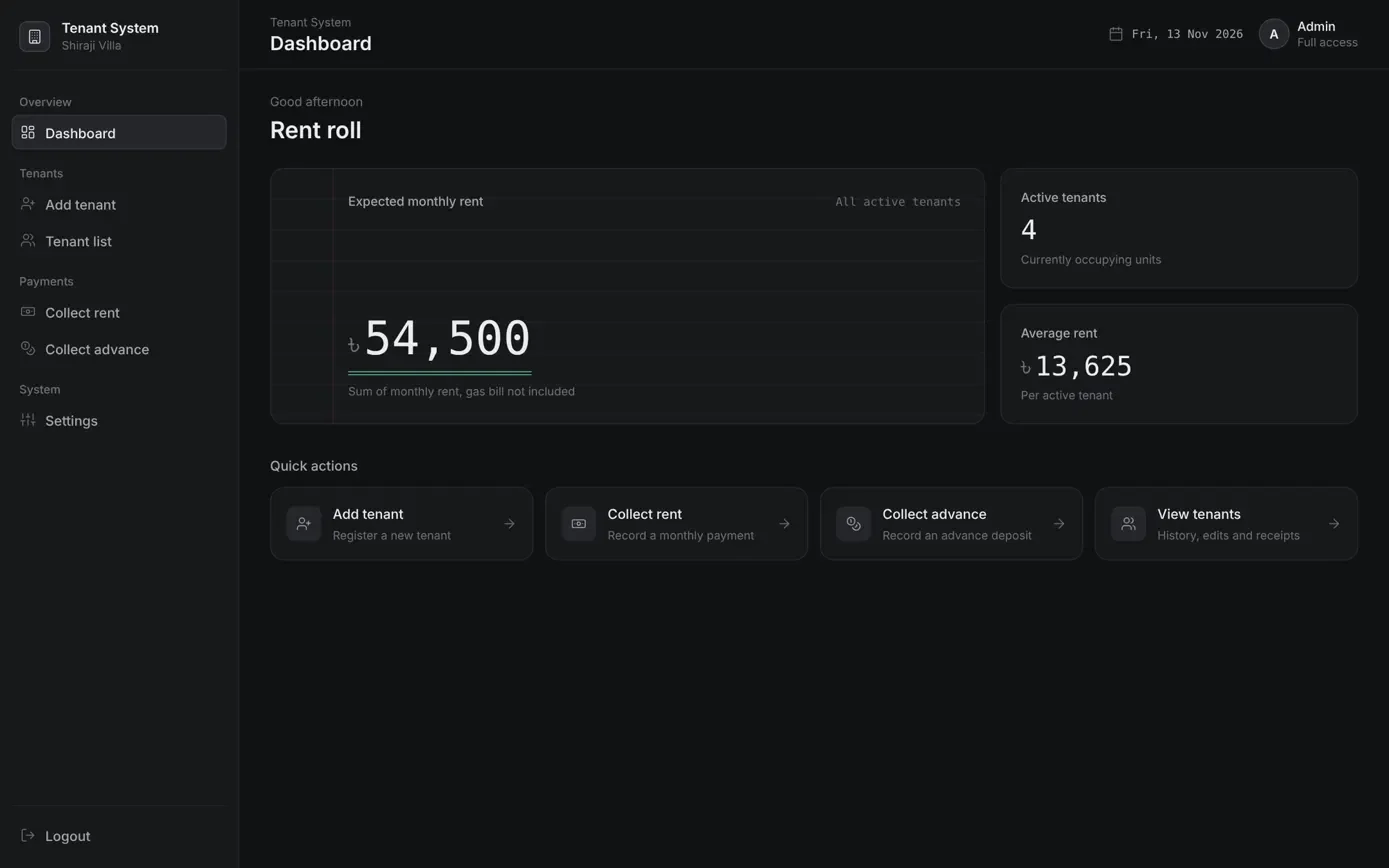 Tenant System
Shiraji Villa
Overview
Dashboard
Tenants
Add tenant
Tenant list
Payments
Collect rent
Collect advance
System
Settings
Logout
Tenant System
Dashboard
Fri, 13 Nov 2026
A
Admin
Full access
Good afternoon
Rent roll
Expected monthly rent
All active tenants
৳54,500
Sum of monthly rent, gas bill not included
Active tenants
4
Currently occupying units
Average rent
৳13,625
Per active tenant
Quick actions
Add tenant
Register a new tenant
Collect rent
Record a monthly payment
Collect advance
Record an advance deposit
View tenants
History, edits and receipts